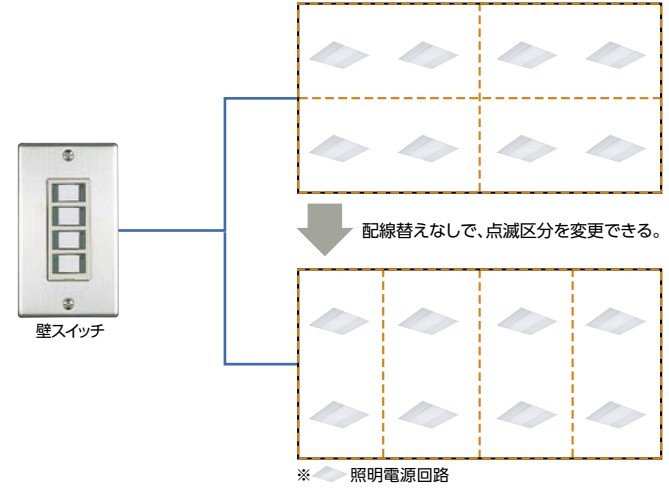 配線替えなしで、点滅区分を変更できる。
壁スイッチ
※照明電源回路